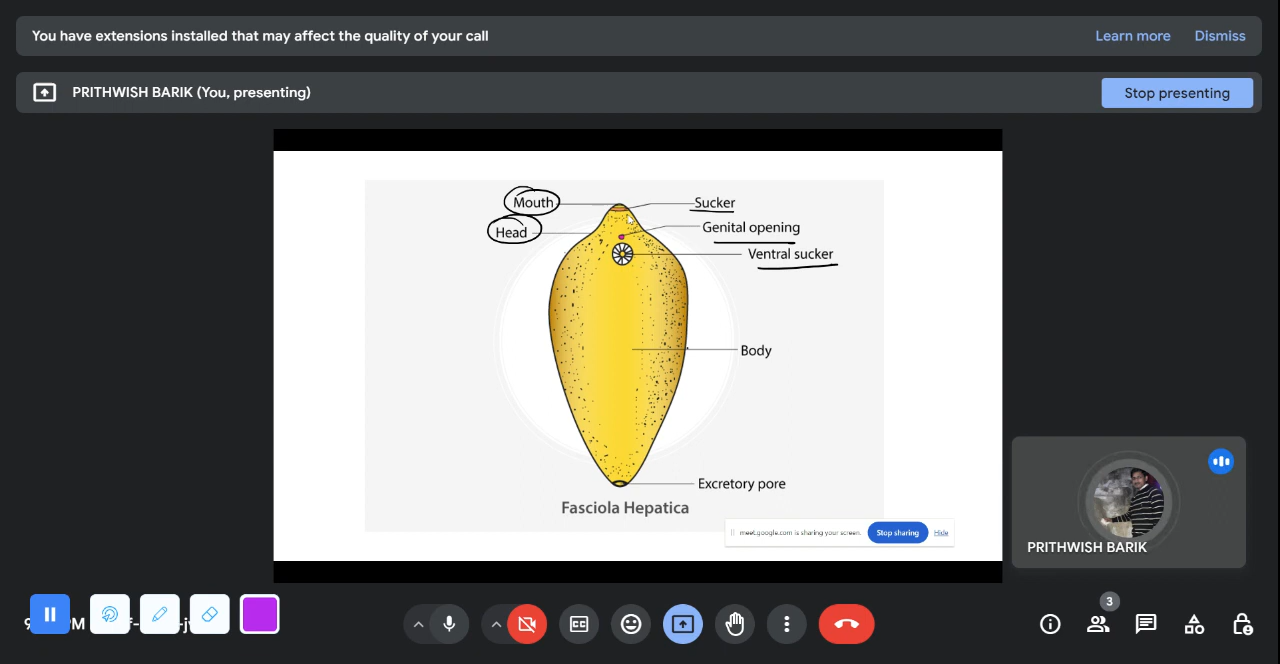 You have extensions installed that may affect the quality of your call
Learn more
Dismiss
PRITHWISH BARIK (You, presenting)
Stop presenting
Mouth
Sucker
Head
Genital opening
Ventral sucker
Body
Excretory pore
Fasciola Hepatica
meet.google.com is sharing your screen.
Stop sharing
Hide
PRITHWISH BARIK
3
CC